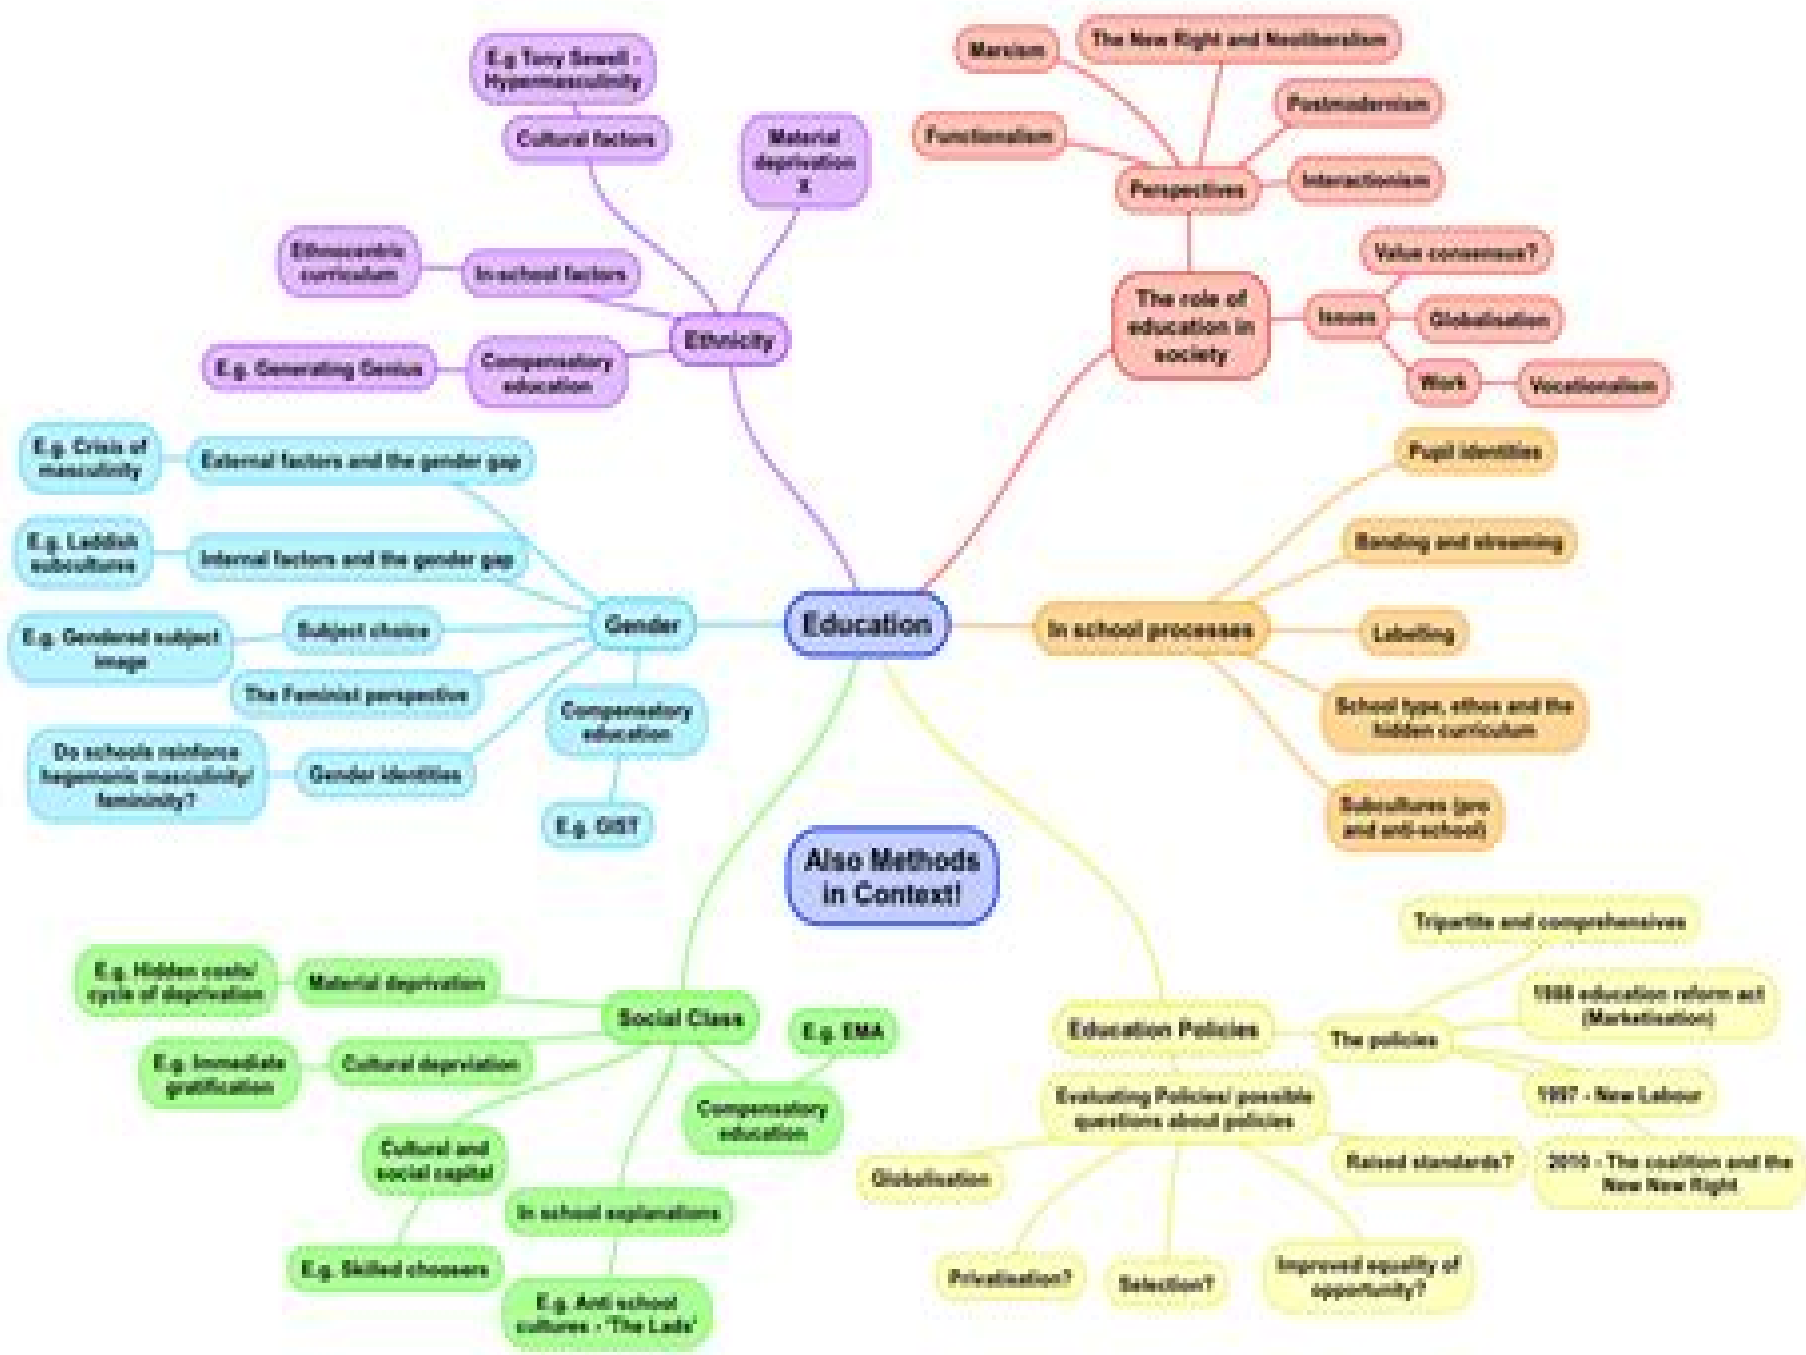 E.g Tony Sewell -
Hypermasculinity
Cultural factors
Material
deprivation
X
Ethnocentric
curriculum
In-school factors
Ethnicity
E.g. Generating Genius
Compensatory
education
Marxism
The New Right and Neoliberalism
Postmodernism
Functionalism
Perspectives
Interactionism
Value consensus?
The role of
education in
society
Issues
Globalisation
Work
Vocationalism
E.g. Crisis of
masculinity
External factors and the gender gap
E.g. Laddish
subcultures
Internal factors and the gender gap
E.g. Gendered subject
image
Subject choice
Gender
The Feminist perspective
Do schools reinforce
hegemonic masculinity/
femininity?
Gender identities
Compensatory
education
E.g. GIST
Education
Pupil identities
Banding and streaming
In school processes
Labelling
School type, ethos and the
hidden curriculum
Subcultures (pro
and anti-school)
Also Methods
in Context!
E.g. Hidden costs/
cycle of deprivation
Material deprivation
Social Class
E.g. EMA
E.g. Immediate
gratification
Cultural deprviation
Compensatory
education
Cultural and
social capital
In school explanations
E.g. Skilled choosers
E.g. Anti school
cultures - 'The Lads'
Tripartite and comprehensives
1988 education reform act
(Marketisation)
Education Policies
The policies
1997 - New Labour
Evaluating Policies/ possible
questions about policies
Globalisation
Raised standards?
2010 - The coalition and the
New New Right
Privatisation?
Selection?
Improved equality of
opportunity?